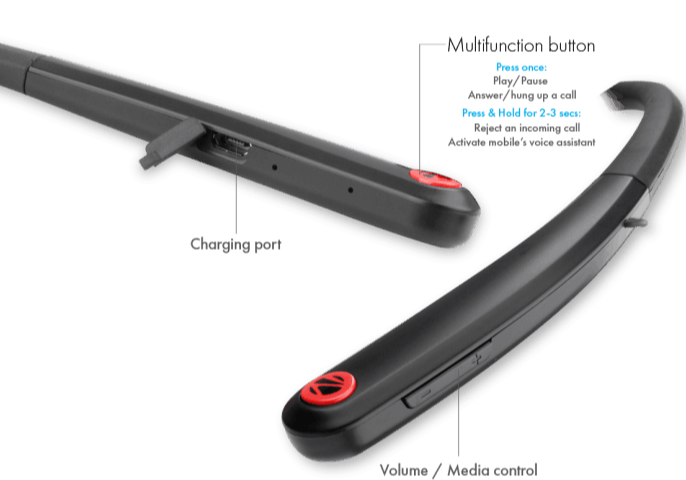 Multifunction button
Press once:
Play/Pause
Answer/hung up a call
Press & Hold for 2-3 secs:
Reject an incoming call
Activate mobile's voice assistant
Charging port
+
-
Volume / Media control